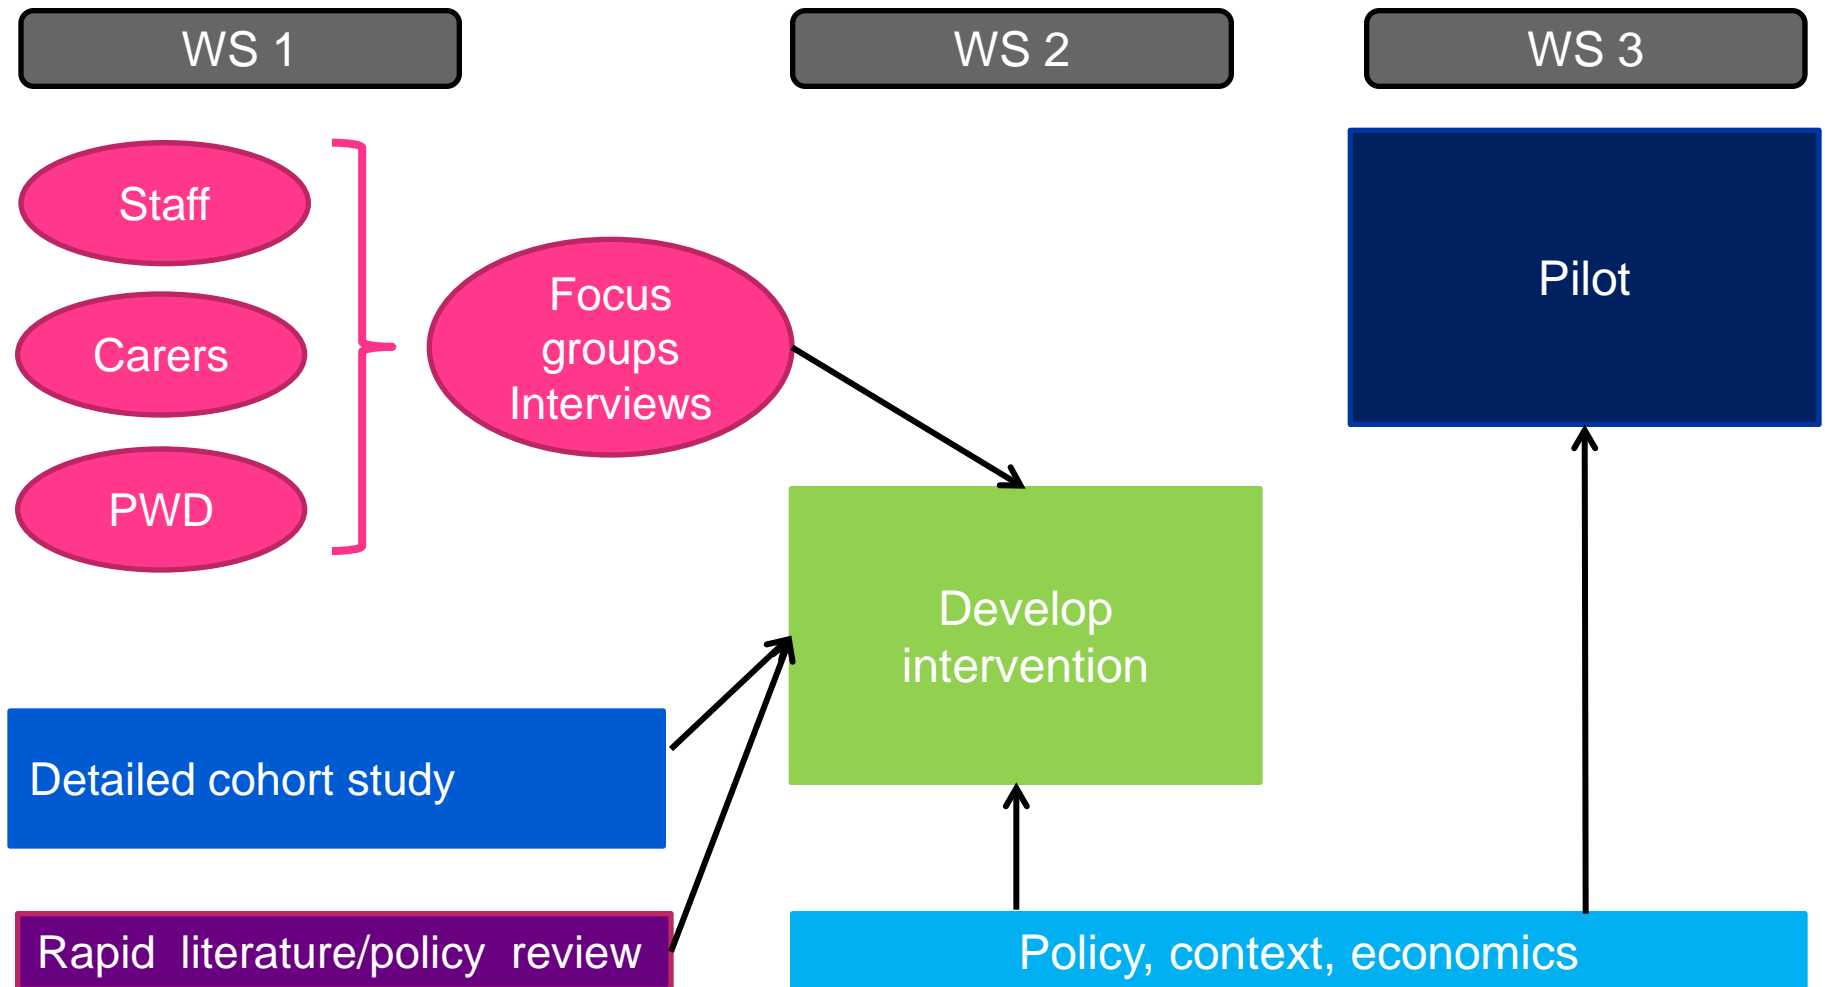 WS 1
WS 2
WS 3
Staff
Carers
PWD
Focus
groups
Interviews
Pilot
Develop
intervention
Detailed cohort study
Rapid literature/policy review
Policy, context, economics